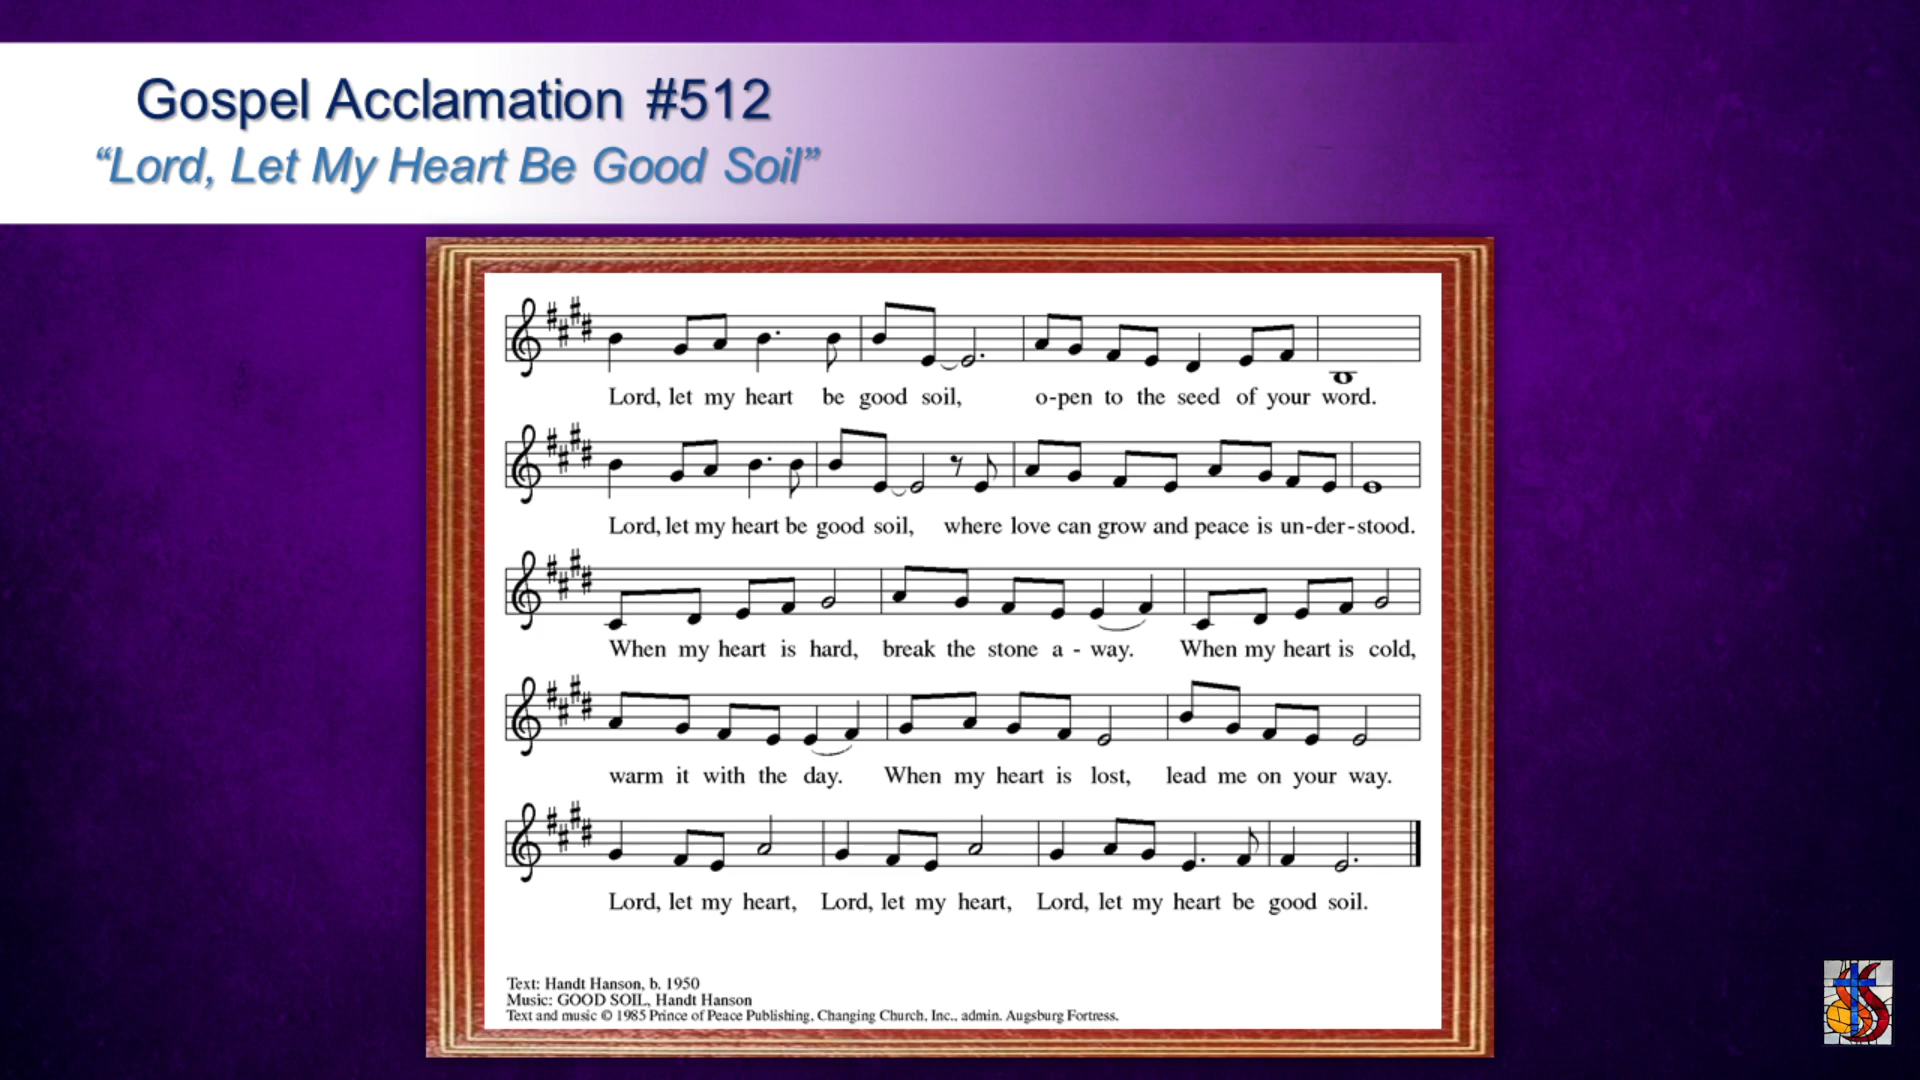 Gospel Acclamation #512
“Lord, Let My Heart Be Good Soil”
Lord, let my heart be good soil, o-pen to the seed of your word.
Lord, let my heart be good soil, where love can grow and peace is un-der-stood.
When my heart is hard, break the stone a - way. When my heart is cold,
warm it with the day. When my heart is lost, lead me on your way.
Lord, let my heart, Lord, let my heart, Lord, let my heart be good soil.
Text: Handt Hanson, b. 1950
Music: GOOD SOIL, Handt Hanson
Text and music © 1985 Prince of Peace Publishing, Changing Church, Inc., admin. Augsburg Fortress.